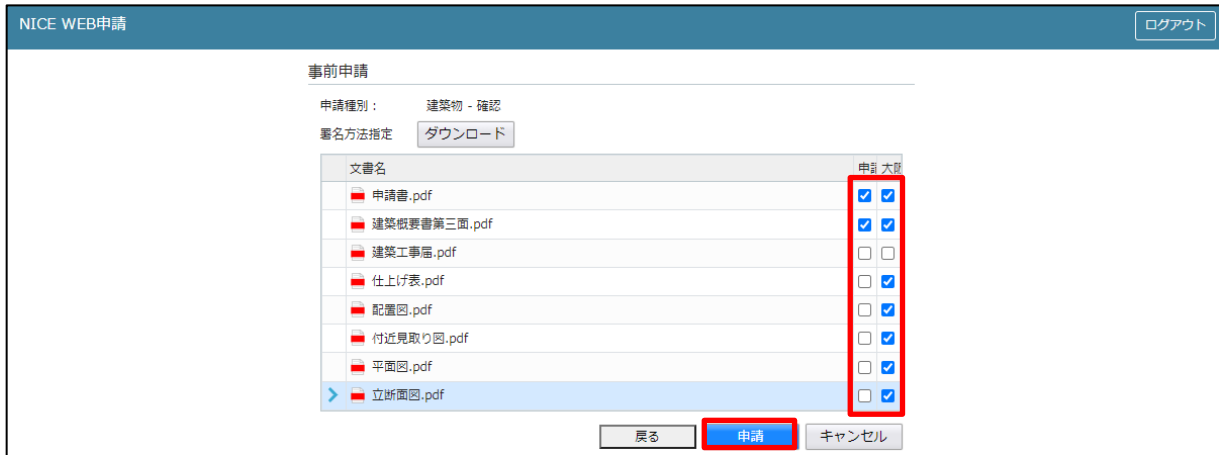 NICE WEB申請
ログアウト
事前申請
申請種別： 建築物 - 確認
署名方法指定 ダウンロード
文書名
申請書.pdf
建築概要書第三面.pdf
建築工事届.pdf
仕上げ表.pdf
配置図.pdf
付近見取り図.pdf
平面図.pdf
立断面図.pdf
戻る 申請 キャンセル